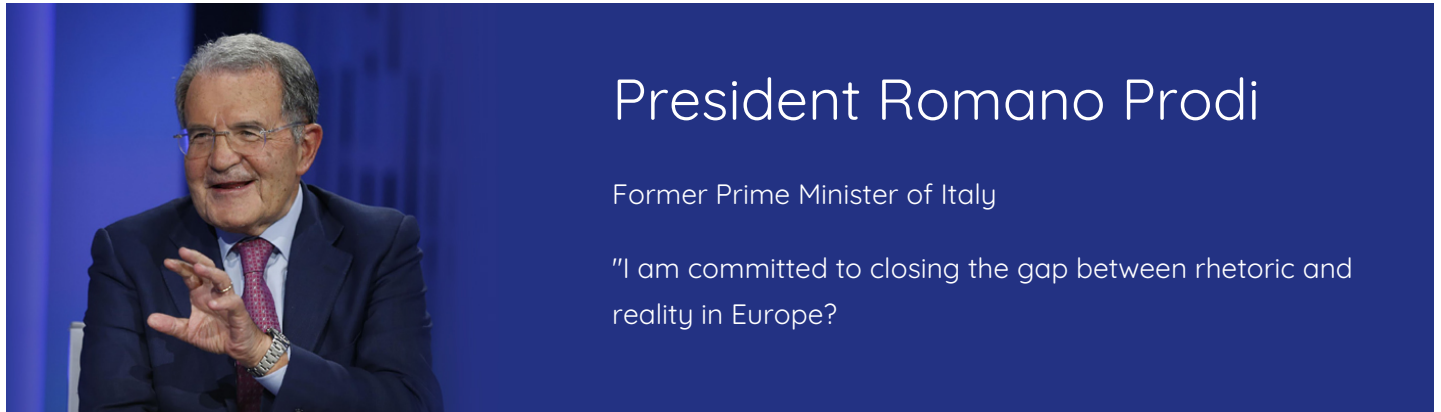 President Romano Prodi
Former Prime Minister of Italy
"I am committed to closing the gap between rhetoric and
reality in Europe?